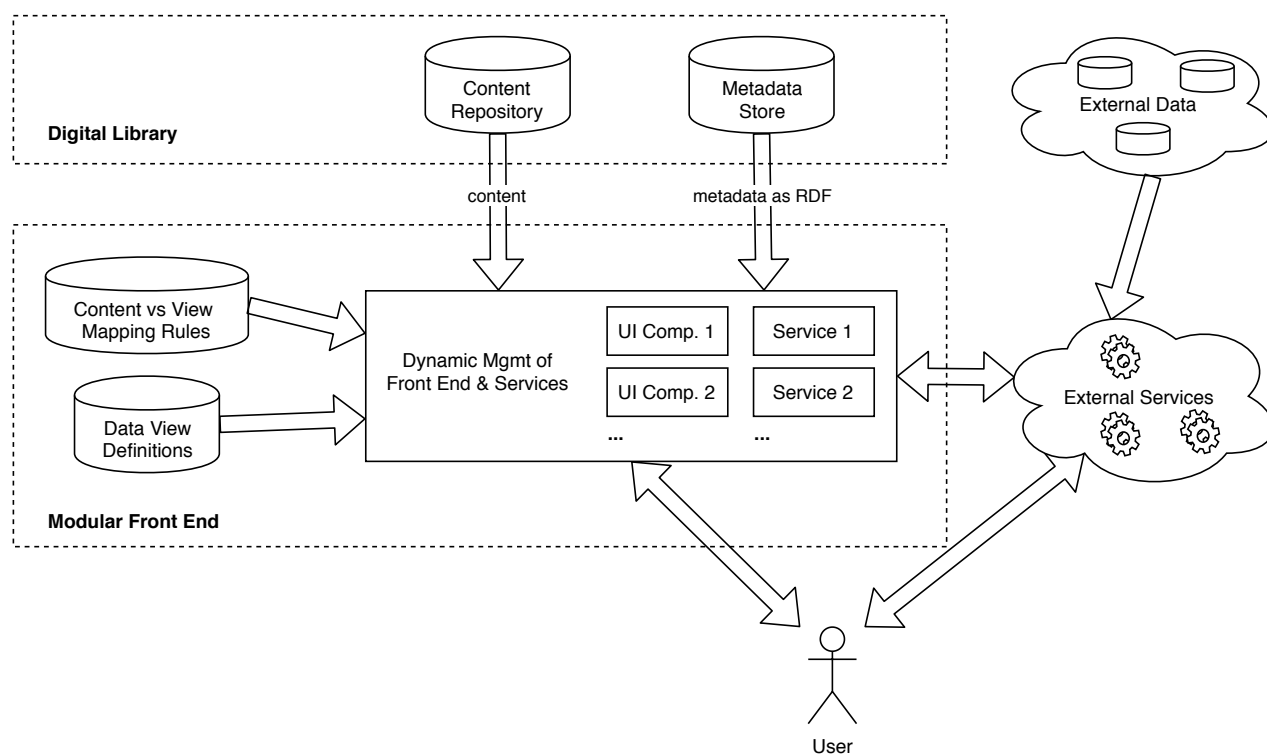 Content
Repository
Metadata
Store
External Data
Digital Library
content
metadata as RDF
Content vs View
Mapping Rules
Dynamic Mgmt of
Front End & Services
UI Comp. 1
Service 1
UI Comp. 2
Service 2
...
...
External Services
Data View
Definitions
Modular Front End
User